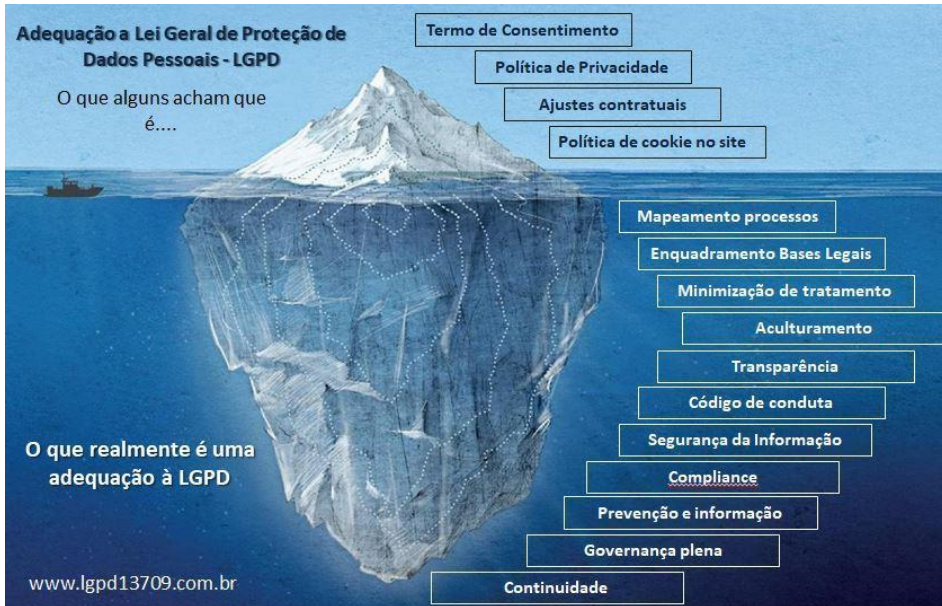 Adequação a Lei Geral de Proteção de
Dados Pessoais - LGPD
O que alguns acham que
é....
Termo de Consentimento
Política de Privacidade
Ajustes contratuais
Política de cookie no site
Mapeamento processos
Enquadramento Bases Legais
Minimização de tratamento
Aculturamento
Transparência
Código de conduta
Segurança da Informação
Compliance
Prevenção e informação
Governança plena
Continuidade
O que realmente é uma
adequação à LGPD
www.lgpd13709.com.br